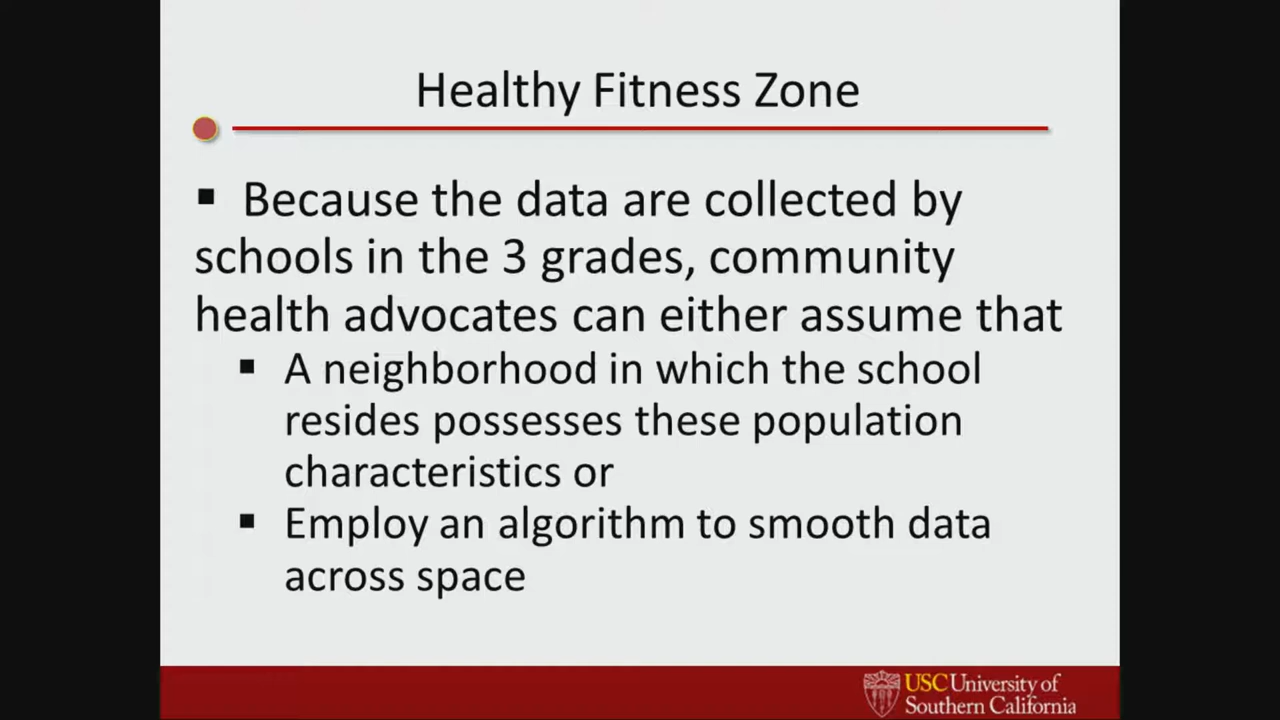 Healthy Fitness Zone
▪ Because the data are collected by
schools in the 3 grades, community
health advocates can either assume that
▪ A neighborhood in which the school
resides possesses these population
characteristics or
▪ Employ an algorithm to smooth data
across space
USC University of
Southern California